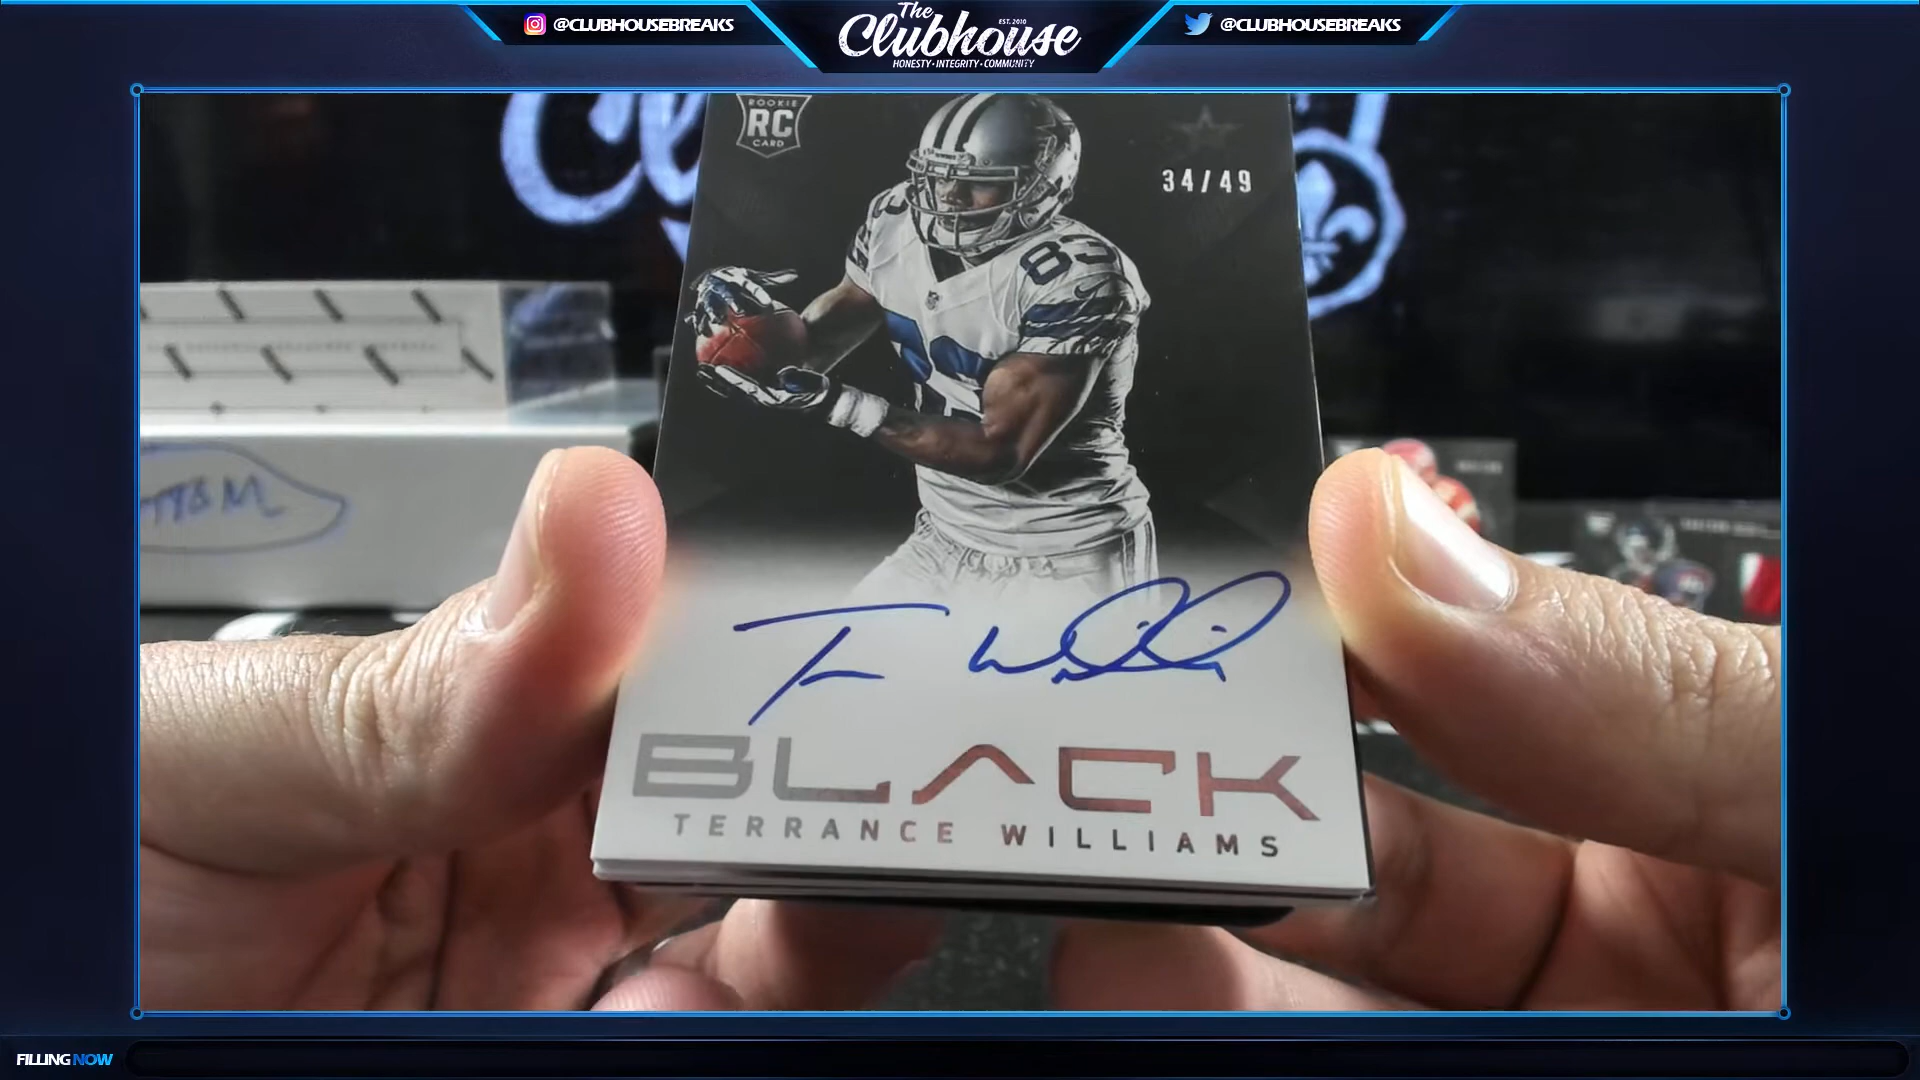 @CLUBHOUSEBREAKS
The
EST. 2010
Clubhouse
HONESTY • INTEGRITY • COMMUNITY
@CLUBHOUSEBREAKS
ROOKIE
RC
CARD
34/49
83
83
T W
BLACK
TERRANCE WILLIAMS
FILLING NOW